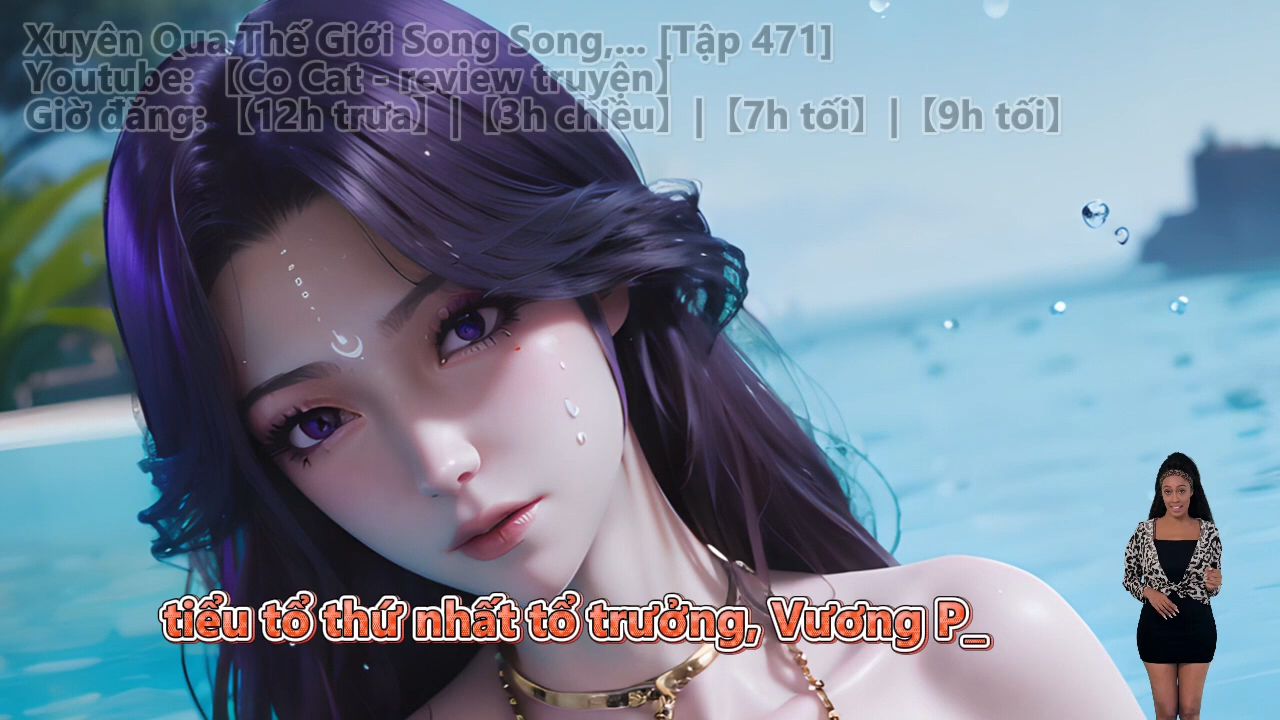 Xuyên Qua Thế Giới Song Song,... [Tập 471]
Youtube: 【Co Cat - review truyện】
Giờ đăng: 【12h trưa】 | 【3h chiều】 | 【7h tối】 | 【9h tối】
tiểu tổ thứ nhất tổ trưởng, Vương P_